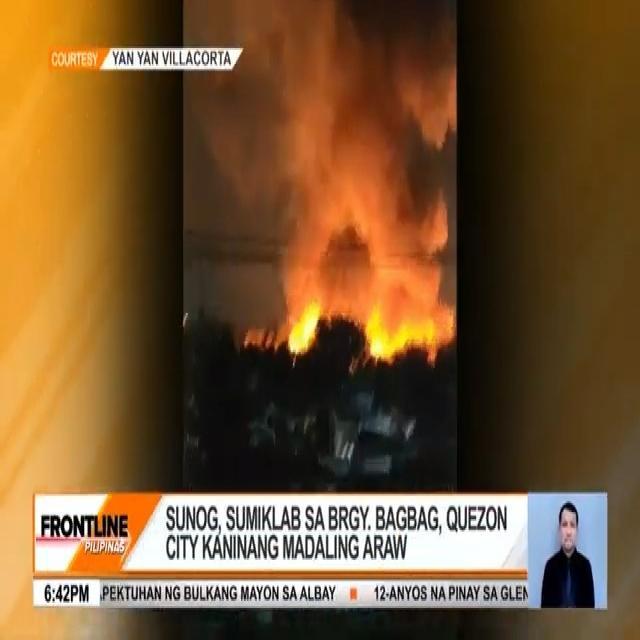 COURTESY YAN YAN VILLACORTA
FRONTLINE
PILIPINAS
SUNOG, SUMIKLAB SA BRGY. BAGBAG, QUEZON
CITY KANINANG MADALING ARAW
6:42PM PEKTUHAN NG BULKANG MAYON SA ALBAY ■ 12-ANYOS NA PINAY SA GLEN